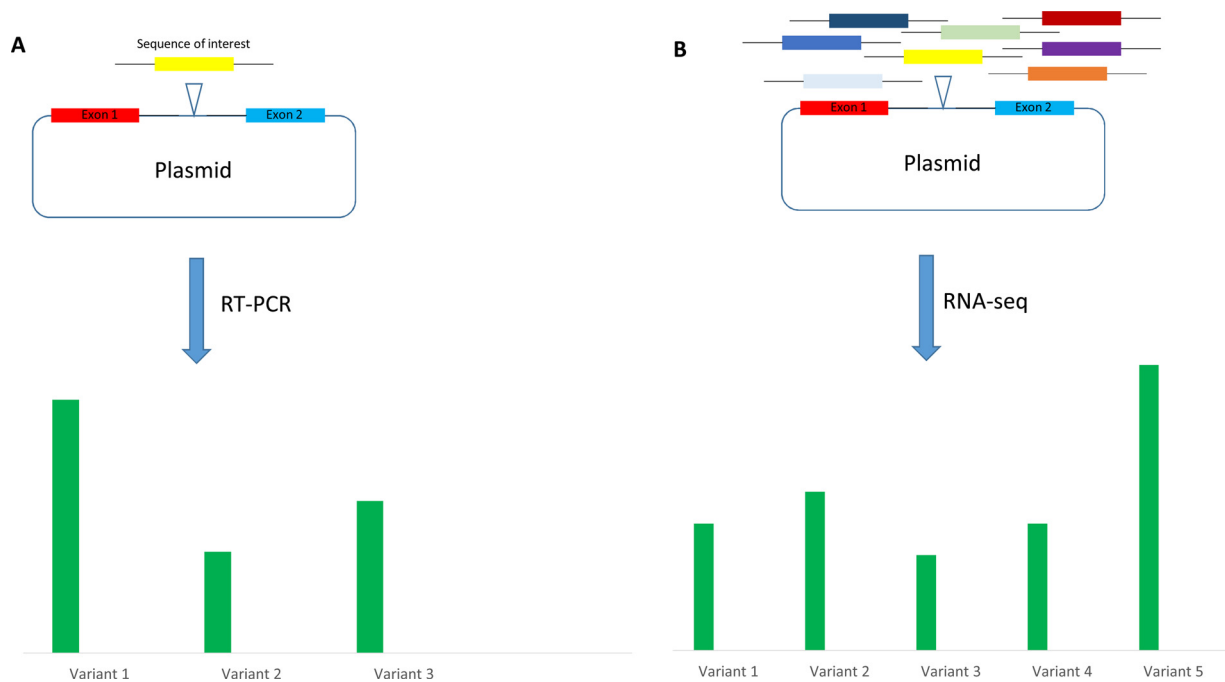 A
Sequence of interest
Exon 1
Exon 2
Plasmid
RT-PCR
Variant 1
Variant 2
Variant 3
B
Exon 1
Exon 2
Plasmid
RNA-seq
Variant 1
Variant 2
Variant 3
Variant 4
Variant 5